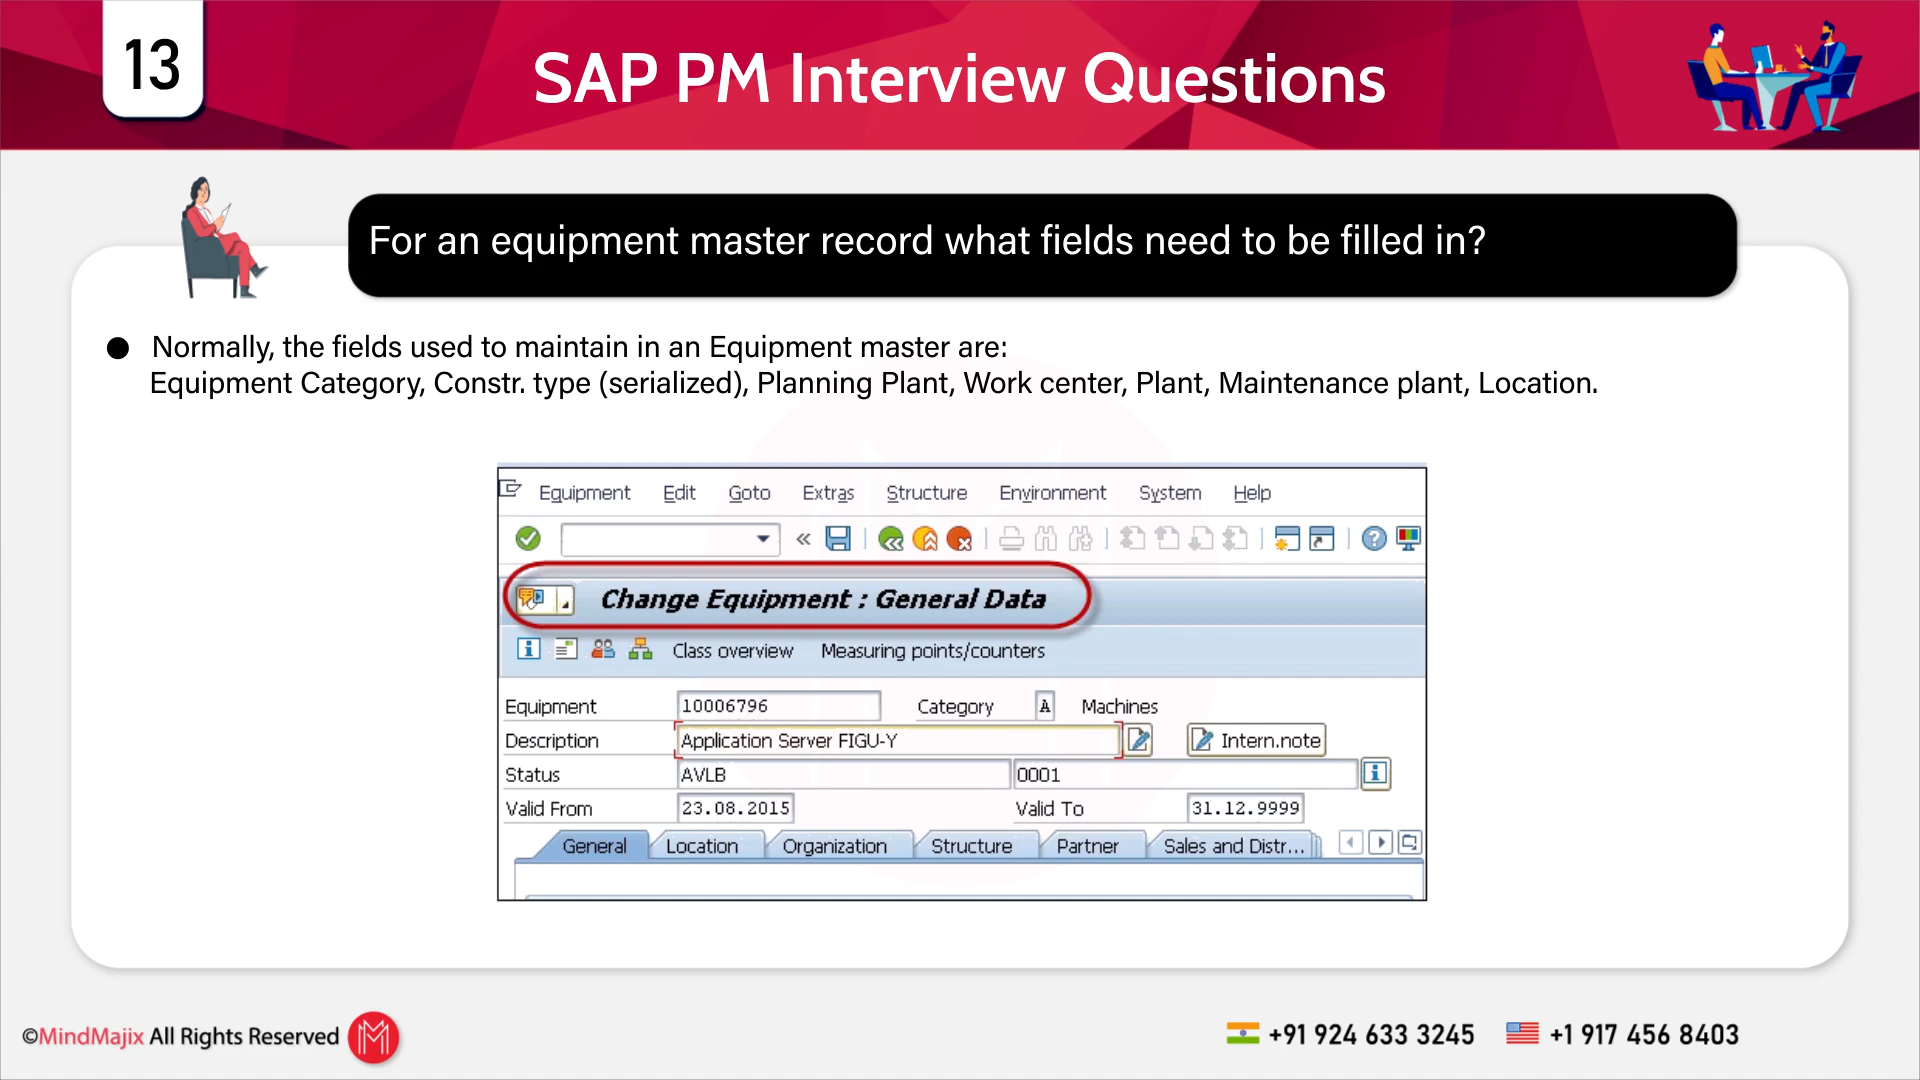 13
SAP PM Interview Questions
For an equipment master record what fields need to be filled in?
● Normally, the fields used to maintain in an Equipment master are:
Equipment Category, Constr. type (serialized), Planning Plant, Work center, Plant, Maintenance plant, Location.
Equipment Edit Goto Extras Structure Environment System Help
Change Equipment : General Data
Class overview Measuring points/counters
Equipment 10006796 Category A Machines
Description Application Server FIGU-Y Intern.note
Status AVLB 0001
Valid From 23.08.2015 Valid To 31.12.9999
General Location Organization Structure Partner Sales and Distr...
©MindMajix All Rights Reserved +91 924 633 3245 +1 917 456 8403